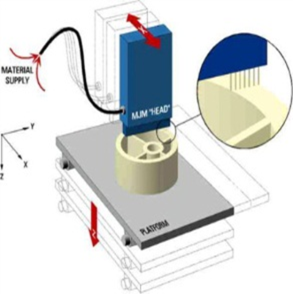 MATERIAL
SUPPLY
MJM "HEAD"
Y
X
Z
PLATFORM